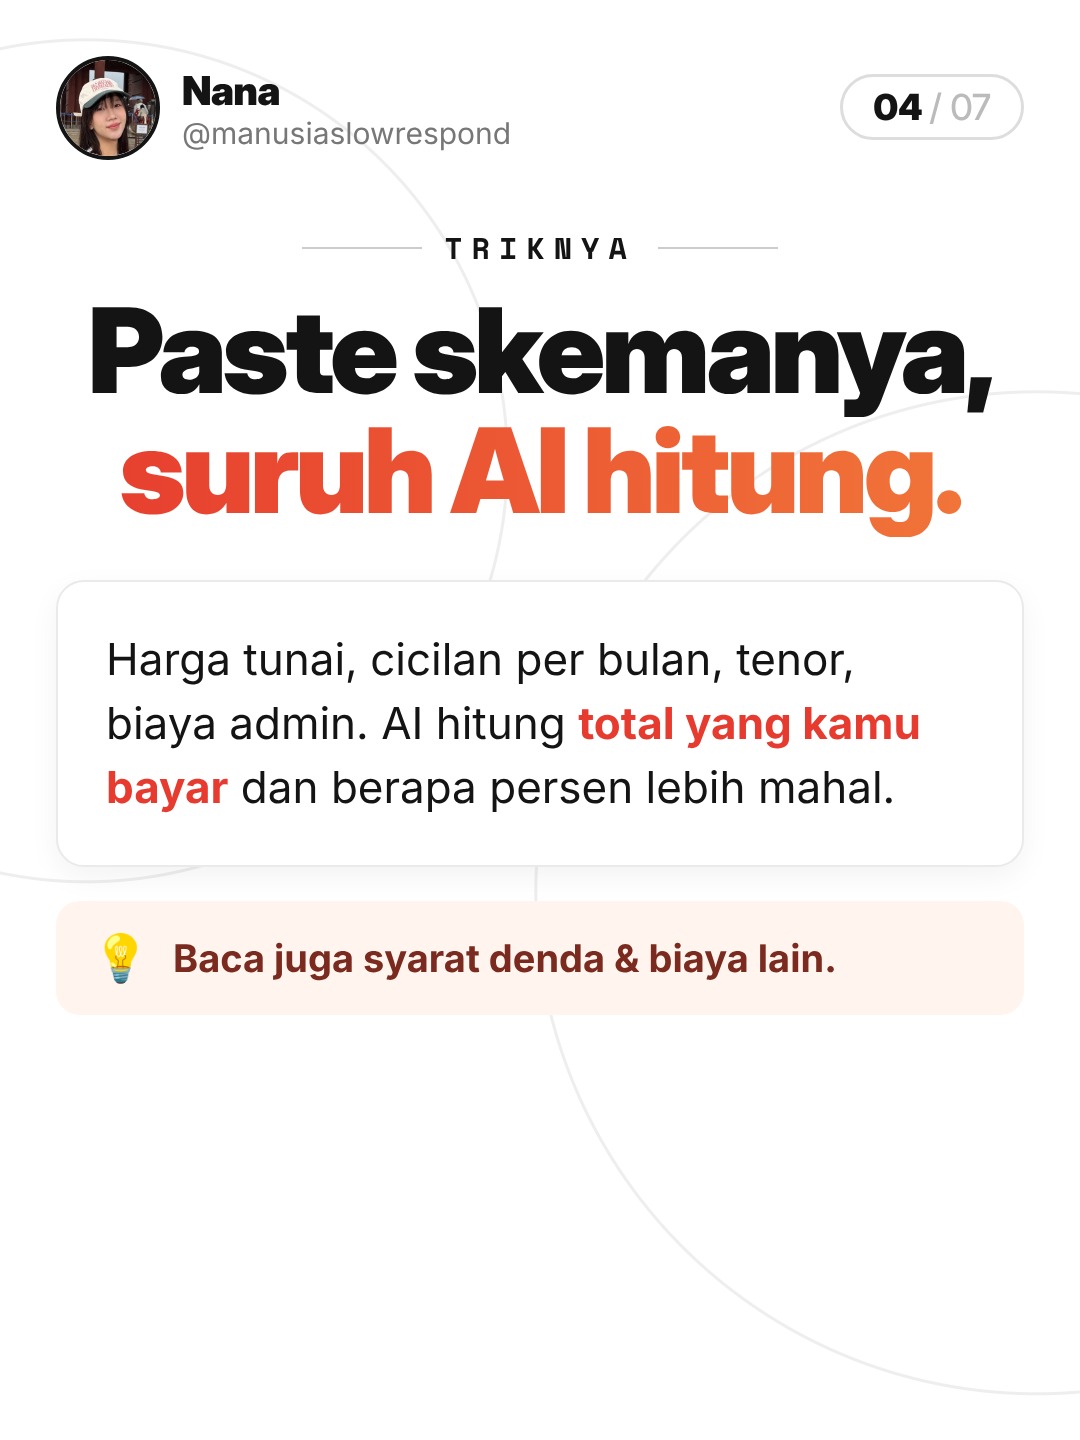 Nana
@manusiaslowrespond
04 / 07
TRIKNYA
Paste skemanya,
suruh AI hitung.
Harga tunai, cicilan per bulan, tenor,
biaya admin. AI hitung total yang kamu
bayar dan berapa persen lebih mahal.
Baca juga syarat denda & biaya lain.